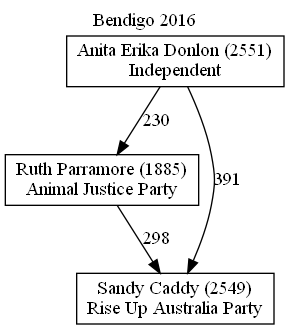 Bendigo 2016
Anita Erika Donlon (2551)
Independent
230
Ruth Parramore (1885)
Animal Justice Party
391
298
Sandy Caddy (2549)
Rise Up Australia Party